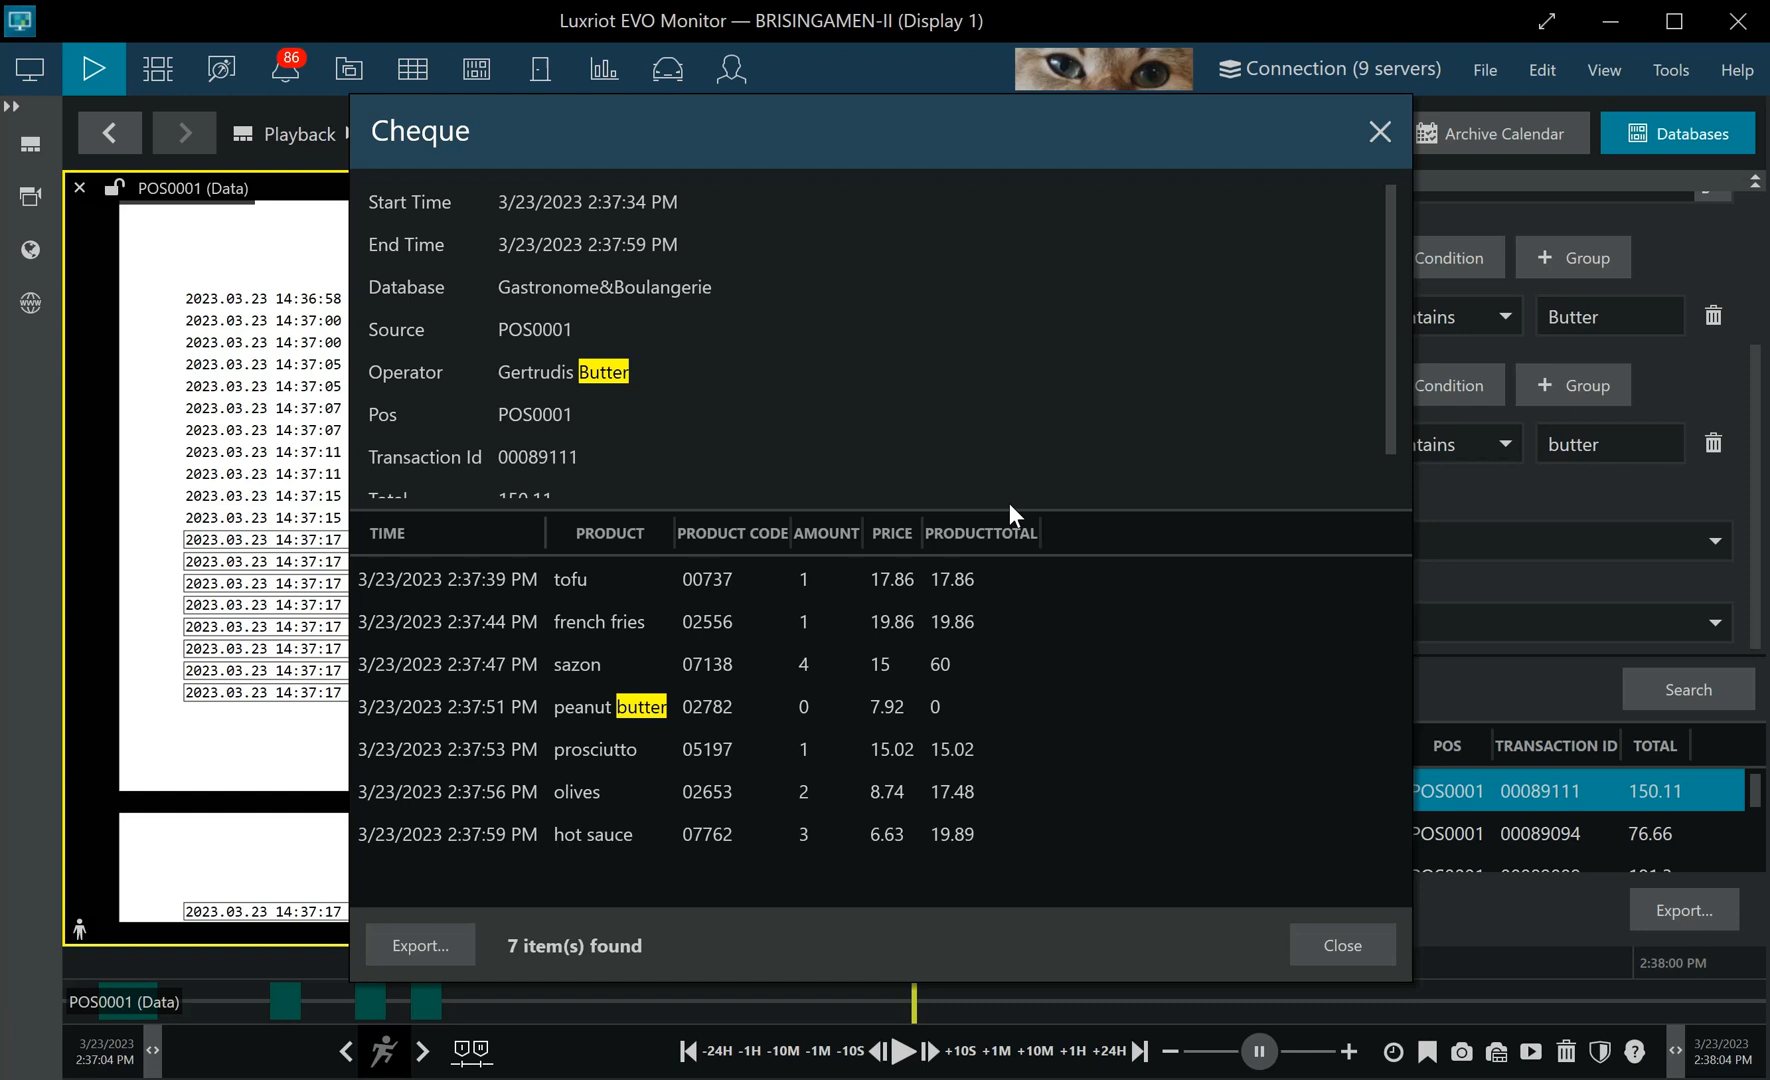 Luxriot EVO Monitor — BRISINGAMEN-II (Display 1)
86
Connection (9 servers) File Edit View Tools Help
Playback
Archive Calendar
Databases
Cheque
POS0001 (Data)
2023.03.23 14:36:58
2023.03.23 14:37:00
2023.03.23 14:37:00
2023.03.23 14:37:05
2023.03.23 14:37:05
2023.03.23 14:37:07
2023.03.23 14:37:07
2023.03.23 14:37:11
2023.03.23 14:37:11
2023.03.23 14:37:15
2023.03.23 14:37:15
2023.03.23 14:37:17
2023.03.23 14:37:17
2023.03.23 14:37:17
2023.03.23 14:37:17
2023.03.23 14:37:17
2023.03.23 14:37:17
2023.03.23 14:37:17
2023.03.23 14:37:17
2023.03.23 14:37:17
Start Time 3/23/2023 2:37:34 PM
End Time 3/23/2023 2:37:59 PM
Database Gastronome&Boulangerie
Source POS0001
Operator Gertrudis Butter
Pos POS0001
Transaction Id 00089111
Total 150.11
TIME PRODUCT PRODUCT CODE AMOUNT PRICE PRODUCTTOTAL
3/23/2023 2:37:39 PM tofu 00737 1 17.86 17.86
3/23/2023 2:37:44 PM french fries 02556 1 19.86 19.86
3/23/2023 2:37:47 PM sazon 07138 4 15 60
3/23/2023 2:37:51 PM peanut butter 02782 0 7.92 0
3/23/2023 2:37:53 PM prosciutto 05197 1 15.02 15.02
3/23/2023 2:37:56 PM olives 02653 2 8.74 17.48
3/23/2023 2:37:59 PM hot sauce 07762 3 6.63 19.89
Export... 7 item(s) found Close
Condition + Group
tains Butter
Condition + Group
tains butter
Search
POS TRANSACTION ID TOTAL
POS0001 00089111 150.11
POS0001 00089094 76.66
Export...
2:38:00 PM
POS0001 (Data)
3/23/2023
2:37:04 PM
-24H -1H -10M -1M -10S +10S +1M +10M +1H +24H
3/23/2023
2:38:04 PM